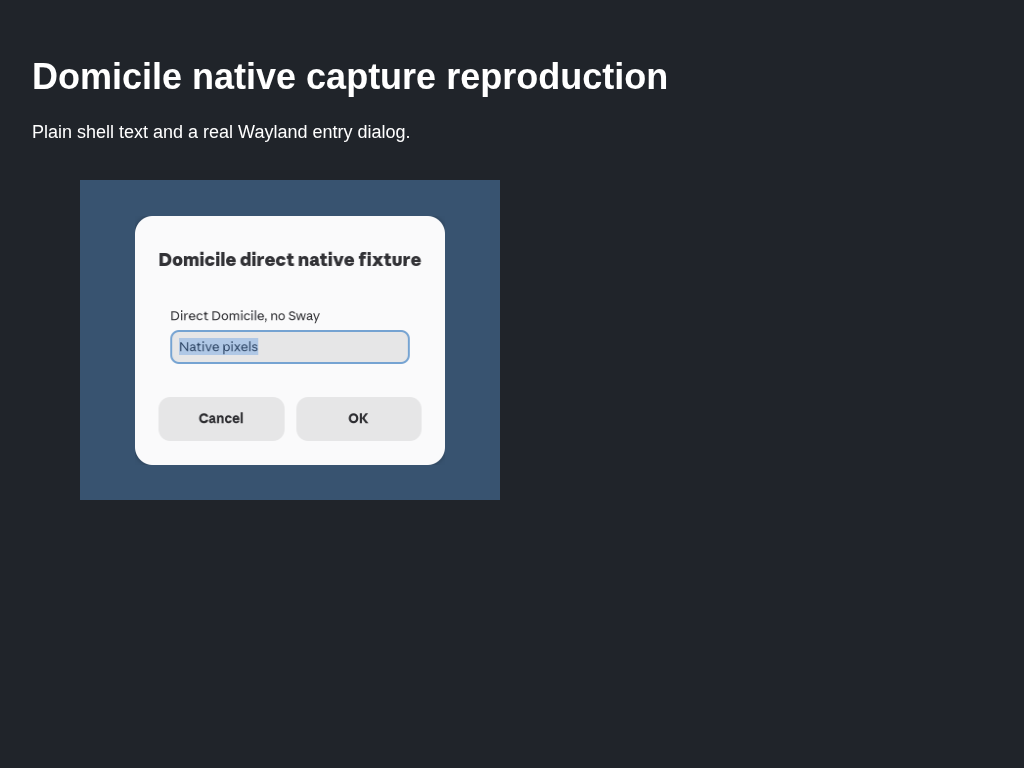 Domicile native capture reproduction
Plain shell text and a real Wayland entry dialog.
Domicile direct native fixture
Direct Domicile, no Sway
Native pixels
Cancel
OK